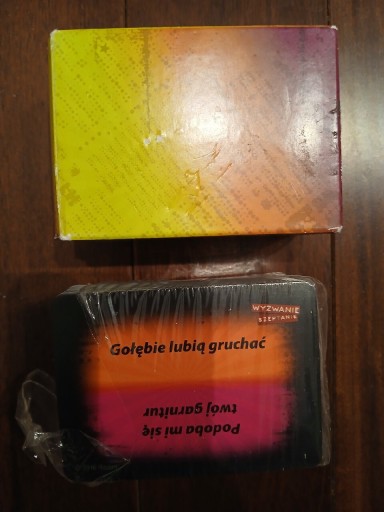 WYZWANIE
SZEPTANIE
Gołębie lubią gruchać
Podoba mi się
twój garnitur